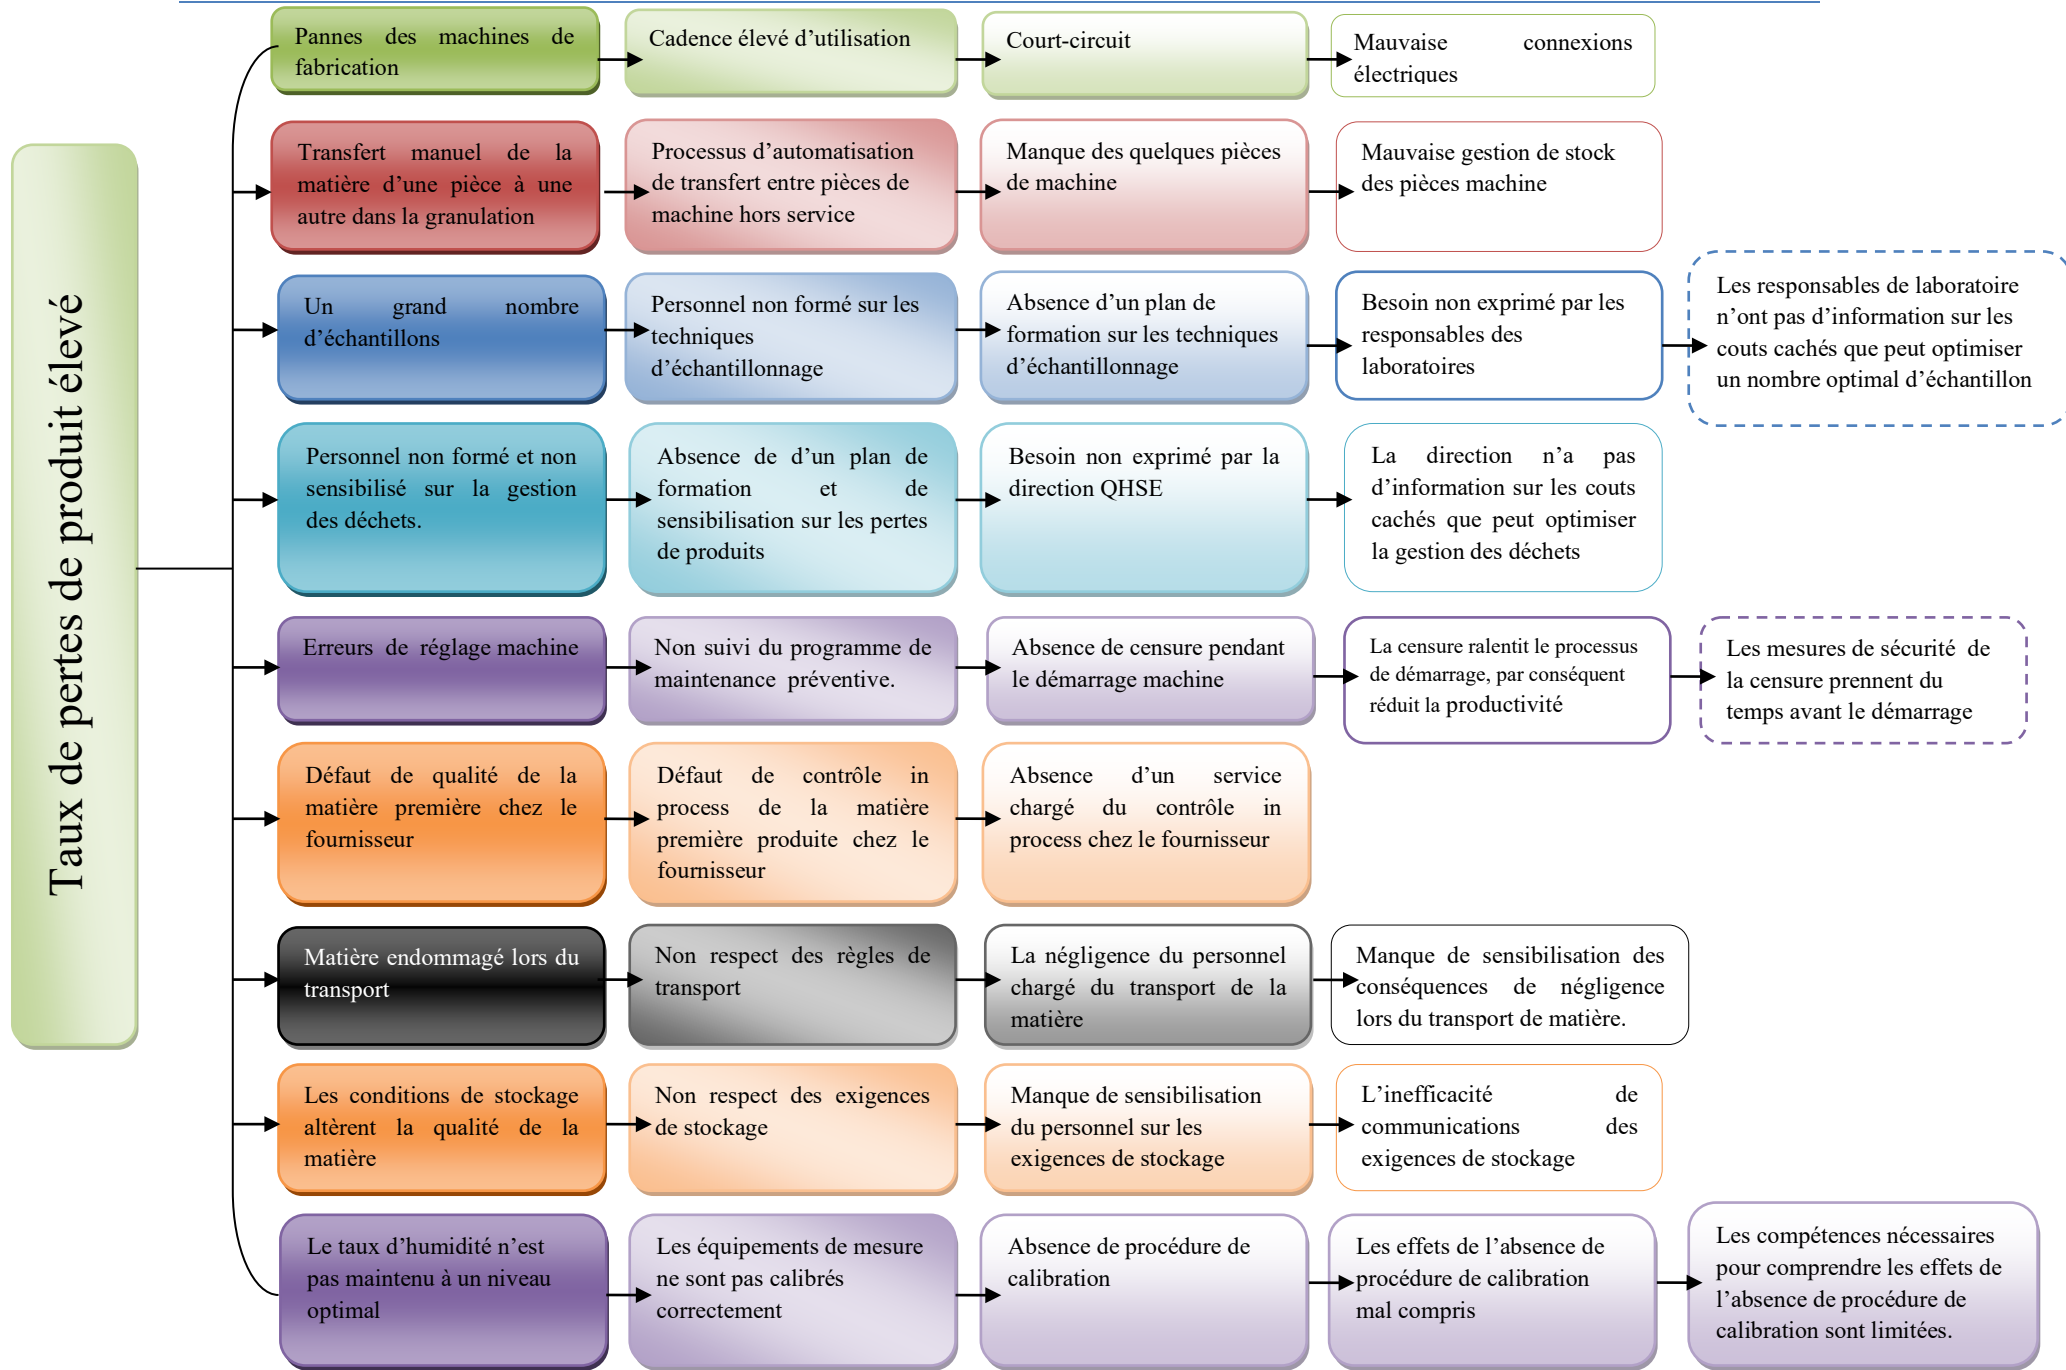 Taux de pertes de produit élevé
Pannes des machines de
fabrication
Cadence élevé d'utilisation
Court-circuit
Mauvaise connexions
électriques
Transfert manuel de la
matière d'une pièce à une
autre dans la granulation
Processus d'automatisation
de transfert entre pièces de
machine hors service
Manque des quelques pièces
de machine
Mauvaise gestion de stock
des pièces machine
Un grand nombre
d'échantillons
Personnel non formé sur les
techniques
d'échantillonnage
Absence d'un plan de
formation sur les techniques
d'échantillonnage
Besoin non exprimé par les
responsables des
laboratoires
Les responsables de laboratoire
n'ont pas d'information sur les
couts cachés que peut optimiser
un nombre optimal d'échantillon
Personnel non formé et non
sensibilisé sur la gestion
des déchets.
Absence de d'un plan de
formation et de
sensibilisation sur les pertes
de produits
Besoin non exprimé par la
direction QHSE
La direction n'a pas
d'information sur les couts
cachés que peut optimiser
la gestion des déchets
Erreurs de réglage machine
Non suivi du programme de
maintenance préventive.
Absence de censure pendant
le démarrage machine
La censure ralentit le processus
de démarrage, par conséquent
réduit la productivité
Les mesures de sécurité de
la censure prennent du
temps avant le démarrage
Défaut de qualité de la
matière première chez le
fournisseur
Défaut de contrôle in
process de la matière
première produite chez le
fournisseur
Absence d'un service
chargé du contrôle in
process chez le fournisseur
Matière endommagé lors du
transport
Non respect des règles de
transport
La négligence du personnel
chargé du transport de la
matière
Manque de sensibilisation des
conséquences de négligence
lors du transport de matière.
Les conditions de stockage
altèrent la qualité de la
matière
Non respect des exigences
de stockage
Manque de sensibilisation
du personnel sur les
exigences de stockage
L'inefficacité de
communications des
exigences de stockage
Le taux d'humidité n'est
pas maintenu à un niveau
optimal
Les équipements de mesure
ne sont pas calibrés
correctement
Absence de procédure de
calibration
Les effets de l'absence de
procédure de calibration
mal compris
Les compétences nécessaires
pour comprendre les effets de
l'absence de procédure de
calibration sont limitées.